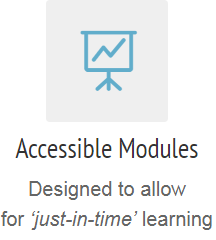 Accessible Modules
Designed to allow
for ‘just-in-time’ learning